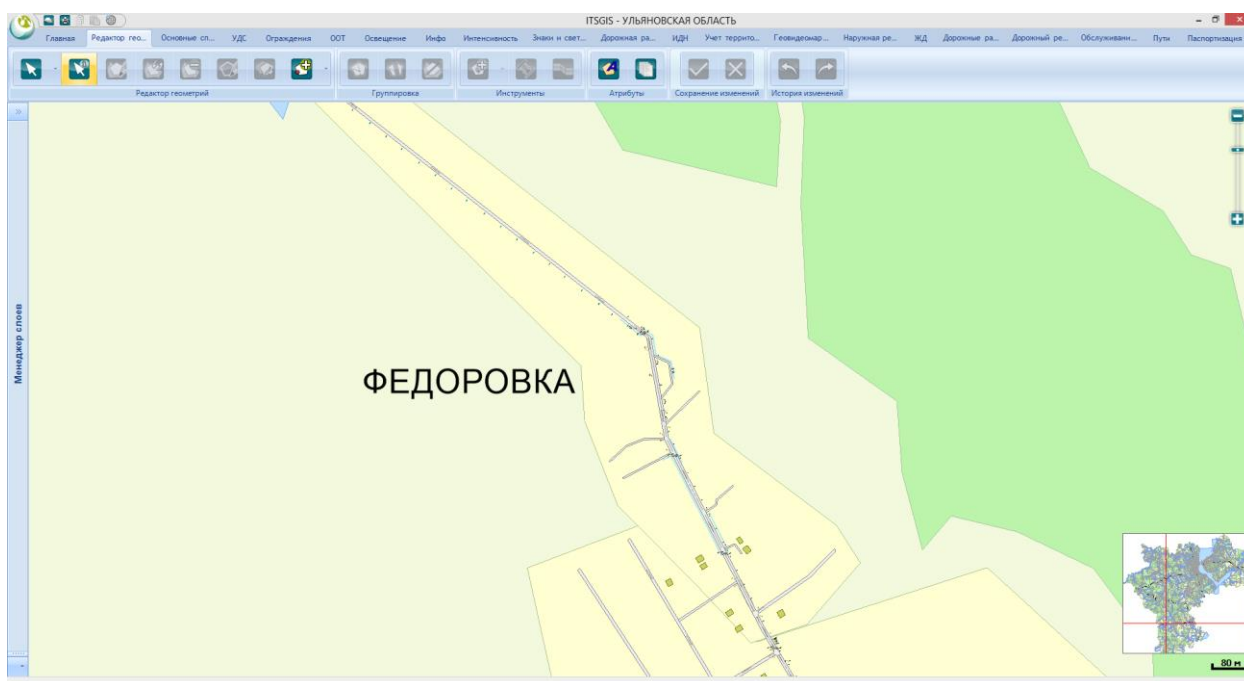 ITSGIS - УЛЬЯНОВСКАЯ ОБЛАСТЬ
Главная Редактор гео... Основные сл... УДС Ограждения ООТ Освещение Инфо Интенсивность Знаки и свет... Дорожная ра... ИДН Учет террито... Геовидеомар... Наружная ре... ЖД Дорожные ра... Дорожный ре... Обслуживани... Пути Паспортизация
Редактор геометрий Группировка Инструменты Атрибуты Сохранение изменений История изменений
Менеджер слоев
ФЕДОРОВКА
80 м